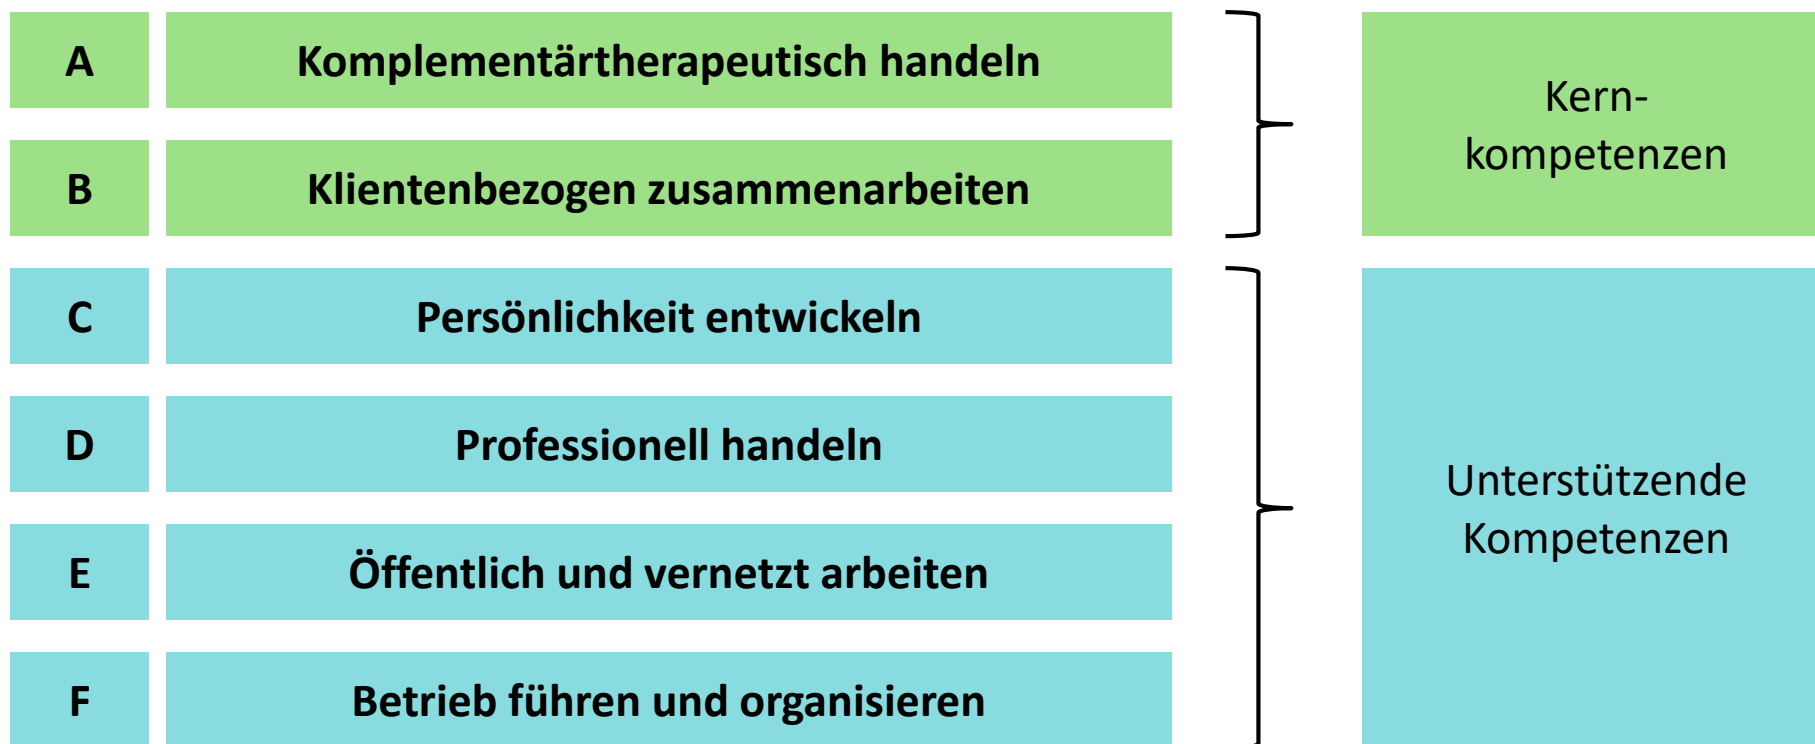 A Komplementärtherapeutisch handeln
B Klientenbezogen zusammenarbeiten
Kern-
kompetenzen
C Persönlichkeit entwickeln
D Professionell handeln
E Öffentlich und vernetzt arbeiten
F Betrieb führen und organisieren
Unterstützende
Kompetenzen